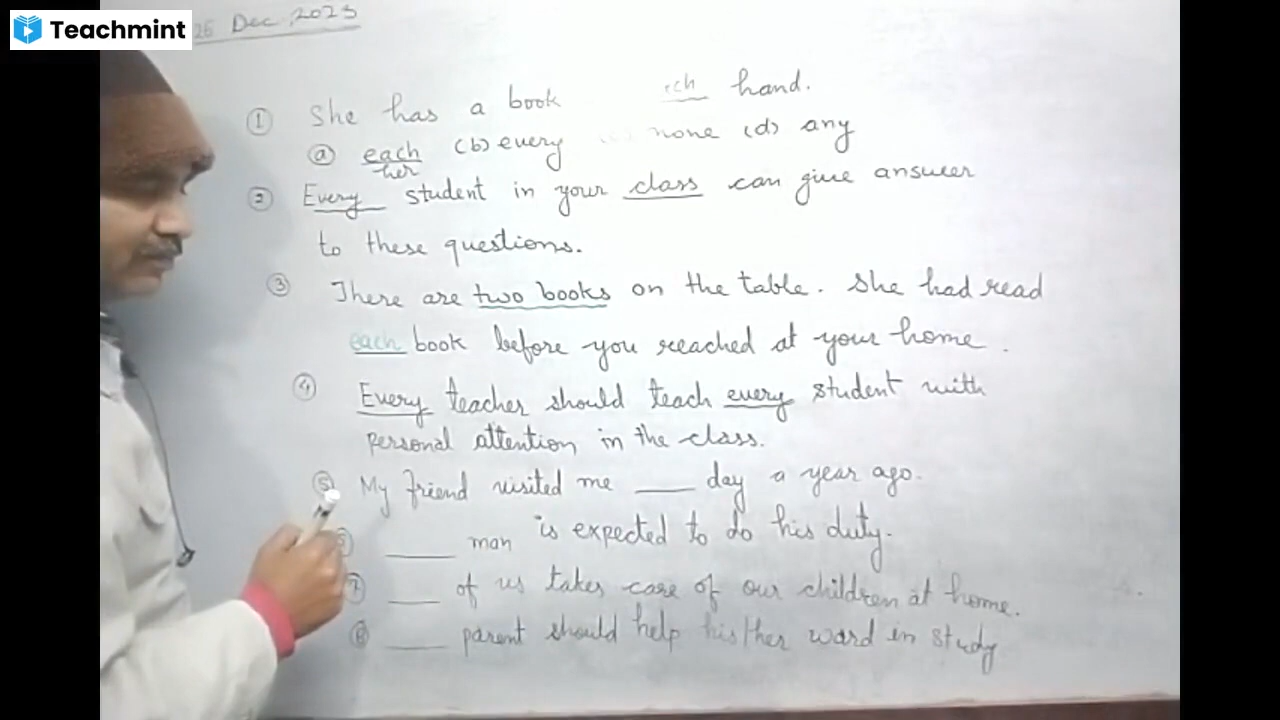 Teachmint
26 Dec 2023
① She has a book hand.
ⓐ each (b) every none (d) any
her
② Every student in your class can give answer
to these questions.
③ There are two books on the table. She had read
each book before you reached at your home.
④ Every teacher should teach every student with
personal attention in the class.
⑤ My friend visited me ____ day a year ago.
____ man is expected to do his duty.
⑦ ____ of us takes care of our children at home.
⑧ ____ parent should help his/her ward in study